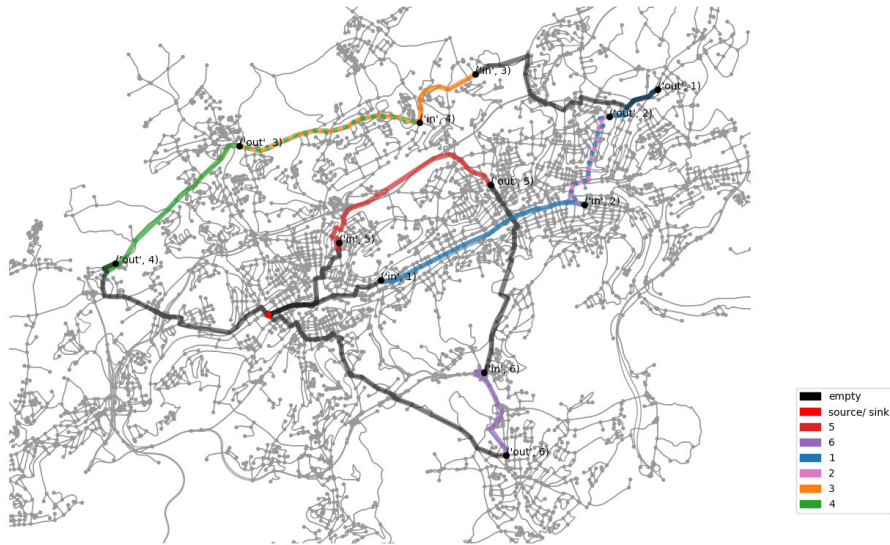 ('in', 3)
('out', 1)
('out', 2)
('in', 4)
('out', 3)
('out', 5)
('in', 2)
('in', 5)
('out', 4)
('in', 1)
('in', 6)
('out', 6)
empty
source/ sink
5
6
1
2
3
4